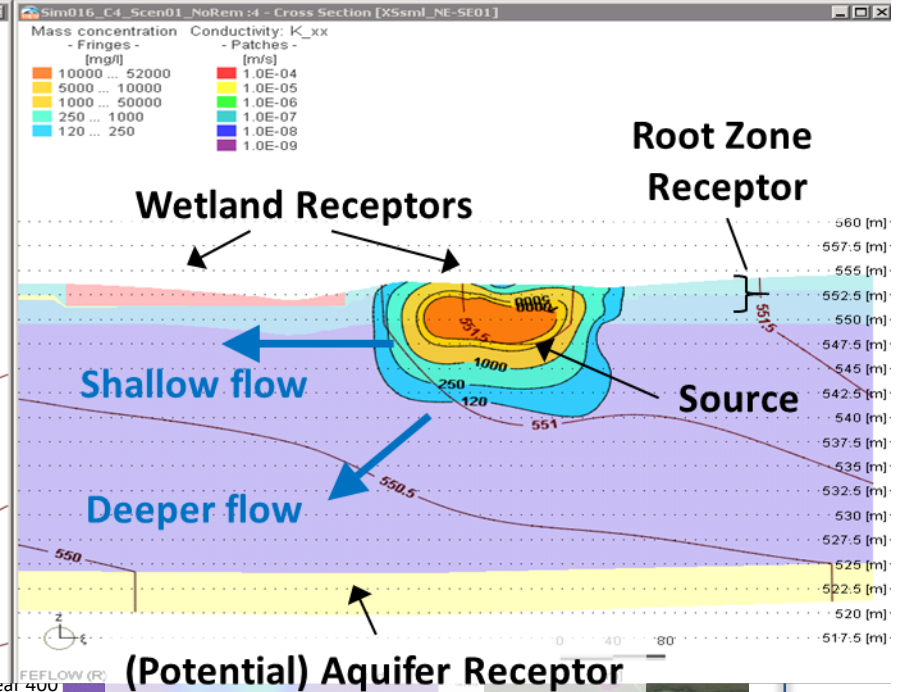 Sim016_C4_Scen01_NoRem :4 - Cross Section [XSsml_NE-SE01]
Mass concentration
- Fringes -
[mg/l]
10000 ... 52000
5000 ... 10000
1000 ... 50000
250 ... 1000
120 ... 250
Conductivity: K_xx
- Patches -
[m/s]
1.0E-04
1.0E-05
1.0E-06
1.0E-07
1.0E-08
1.0E-09
Root Zone
Receptor
Wetland Receptors
560 [m]
557.5 [m]
555 [m]
552.5 [m]
550 [m]
547.5 [m]
545 [m]
542.5 [m]
540 [m]
537.5 [m]
535 [m]
532.5 [m]
530 [m]
527.5 [m]
525 [m]
522.5 [m]
520 [m]
517.5 [m]
551.5
551.5
1000
250
120
551
550.5
550
Shallow flow
Source
Deeper flow
z
0 40 80
FEFLOW (R)
(Potential) Aquifer Receptor